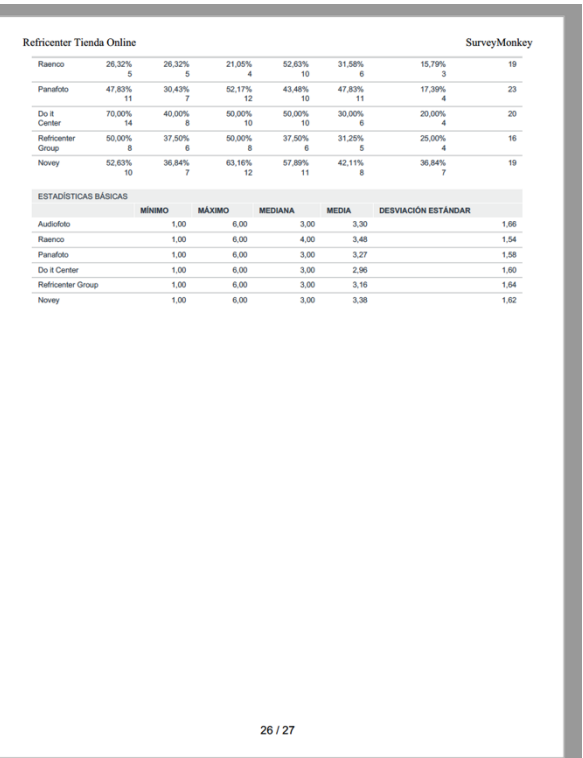 Refricenter Tienda Online SurveyMonkey
Raenco 26,32% 26,32% 21,05% 52,63% 31,58% 15,79% 19
5 5 4 10 6 3
Panafoto 47,83% 30,43% 52,17% 43,48% 47,83% 17,39% 23
11 7 12 10 11 4
Do it 70,00% 40,00% 50,00% 50,00% 30,00% 20,00% 20
Center 14 8 10 10 6 4
Refricenter 50,00% 37,50% 50,00% 37,50% 31,25% 25,00% 16
Group 8 6 8 6 5 4
Novey 52,63% 36,84% 63,16% 57,89% 42,11% 36,84% 19
10 7 12 11 8 7
ESTADÍSTICAS BÁSICAS
MÍNIMO MÁXIMO MEDIANA MEDIA DESVIACIÓN ESTÁNDAR
Audiofoto 1,00 6,00 3,00 3,30 1,66
Raenco 1,00 6,00 4,00 3,48 1,54
Panafoto 1,00 6,00 3,00 3,27 1,58
Do it Center 1,00 6,00 3,00 2,96 1,60
Refricenter Group 1,00 6,00 3,00 3,16 1,64
Novey 1,00 6,00 3,00 3,38 1,62
26 / 27